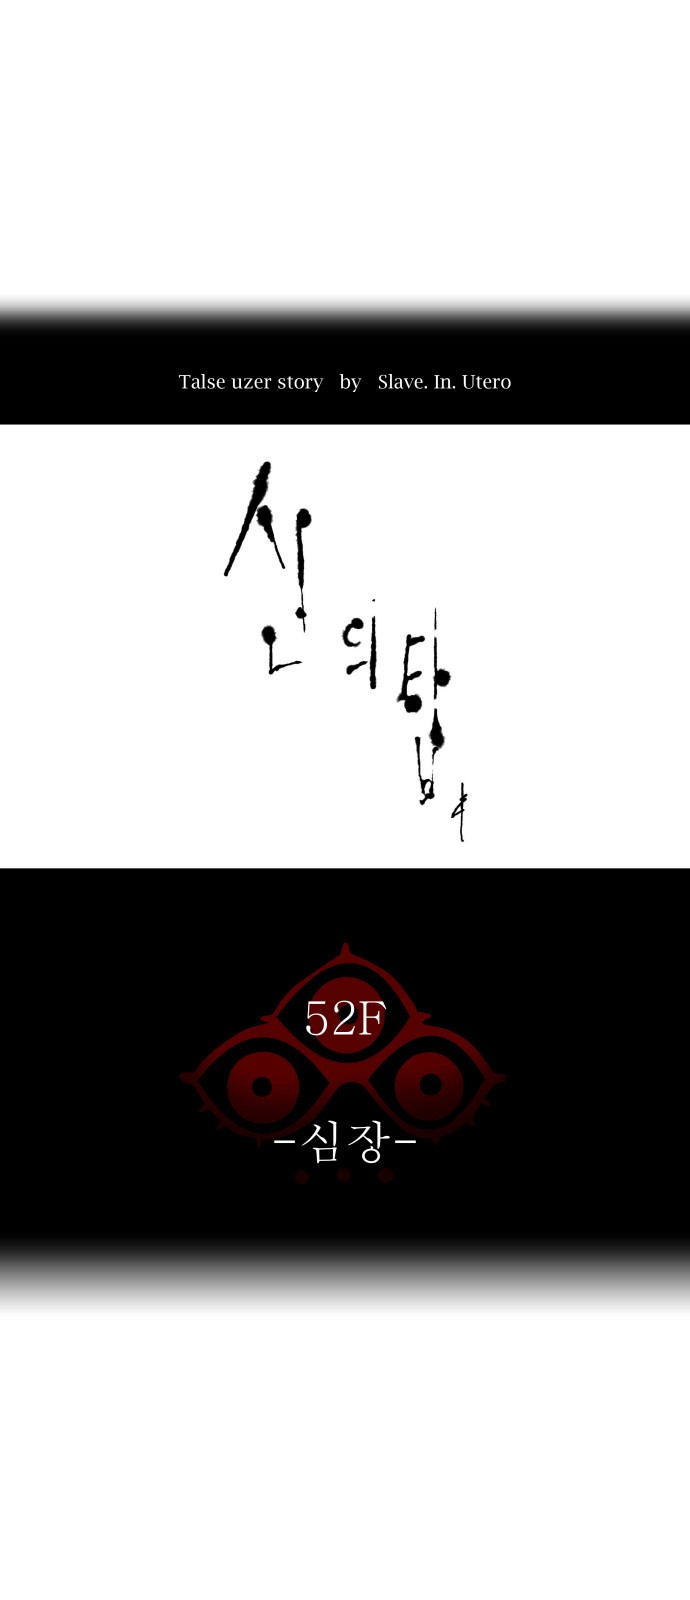 Talse uzer story by Slave. In. Utero
신의탑
52F
-심장-